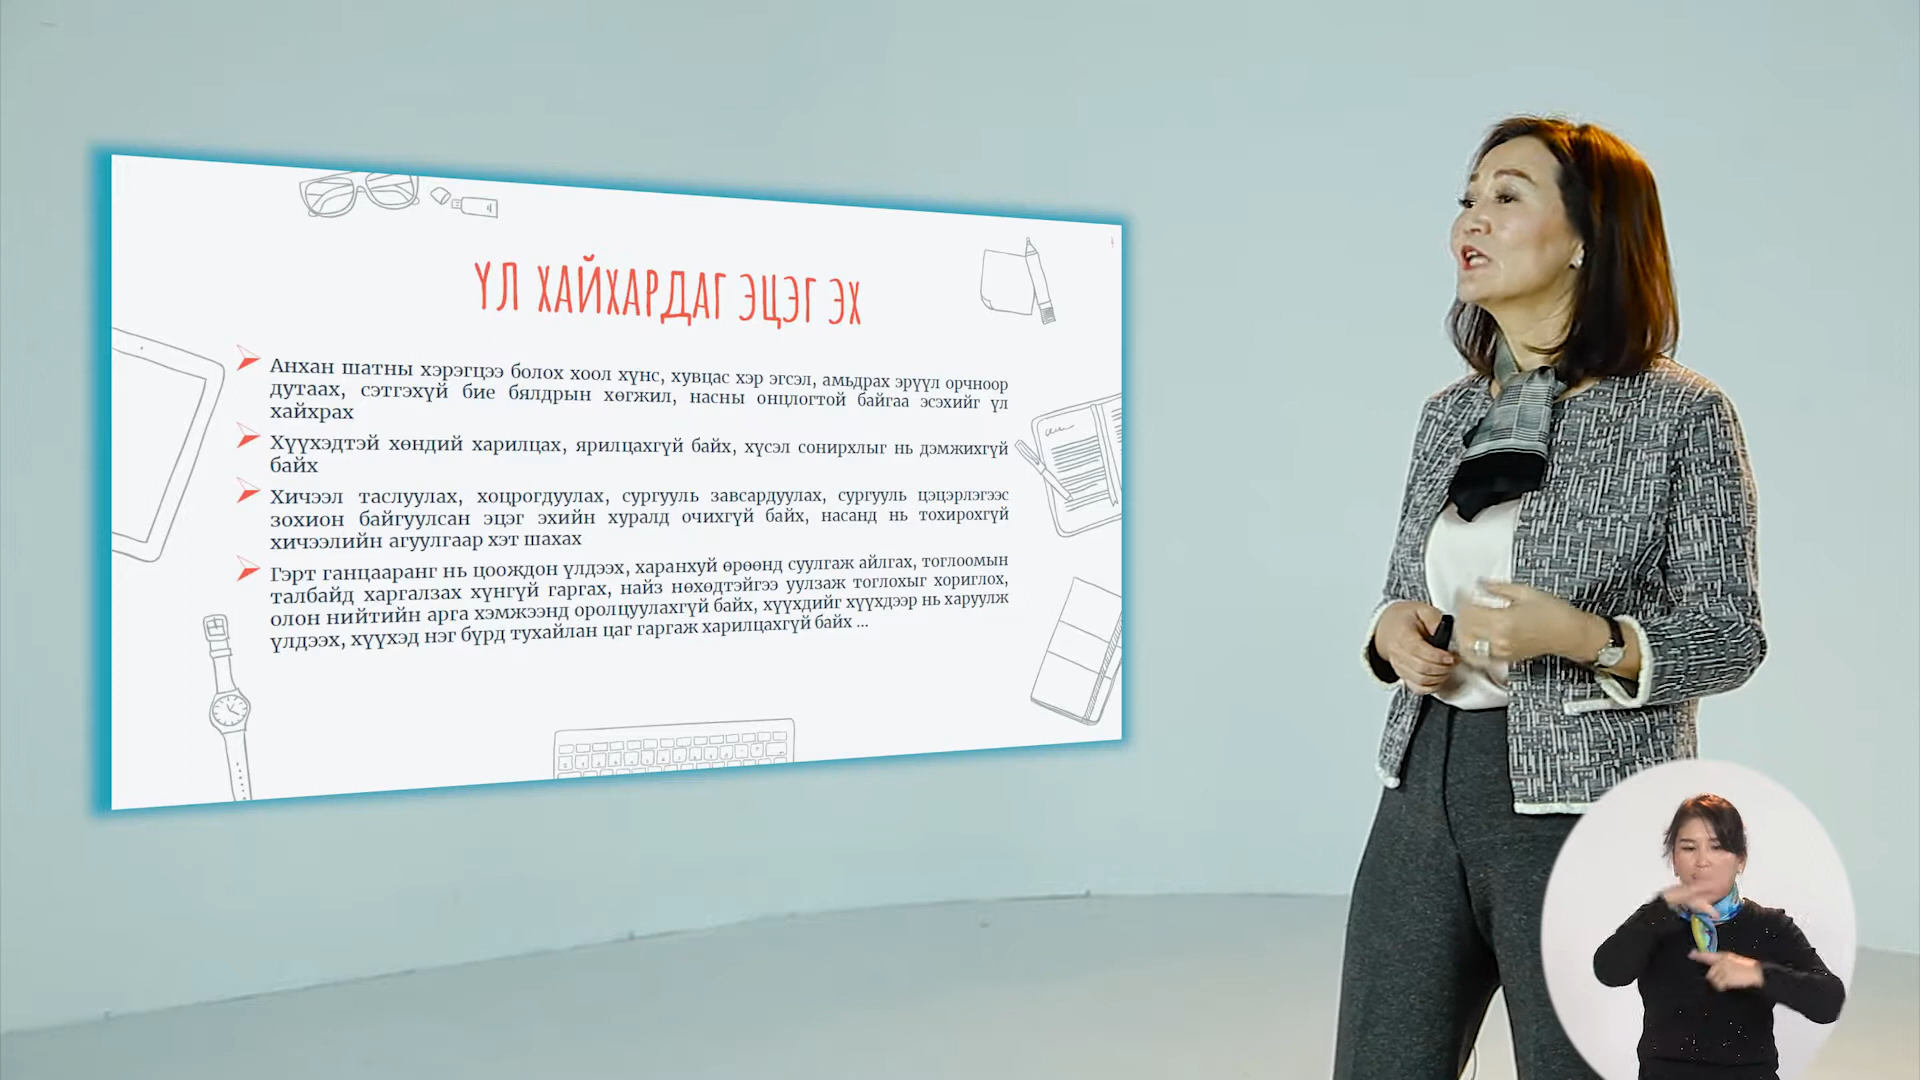 4
ҮЛ ХАЙХАРДАГ ЭЦЭГ ЭХ
Анхан шатны хэрэгцээ болох хоол хүнс, хувцас хэр эгсэл, амьдрах эрүүл орчноор
дутаах, сэтгэхүй бие бялдрын хөгжил, насны онцлогтой байгаа эсэхийг үл
хайхрах
Хүүхэдтэй хөндий харилцах, ярилцахгүй байх, хүсэл сонирхлыг нь дэмжихгүй
байх
Хичээл таслуулах, хоцрогдуулах, сургууль завсардуулах, сургууль цэцэрлэгээс
зохион байгуулсан эцэг эхийн хуралд очихгүй байх, насанд нь тохирохгүй
хичээлийн агуулгаар хэт шахах
Гэрт ганцааранг нь цоождон үлдээх, харанхуй өрөөнд суулгаж айлгах, тоглоомын
талбайд харгалзах хүнгүй гаргах, найз нөхөдтэйгээ уулзаж тоглохыг хориглох,
олон нийтийн арга хэмжээнд оролцуулахгүй байх, хүүхдийг хүүхдээр нь харуулж
үлдээх, хүүхэд нэг бүрд тухайлан цаг гаргаж харилцахгүй байх ...